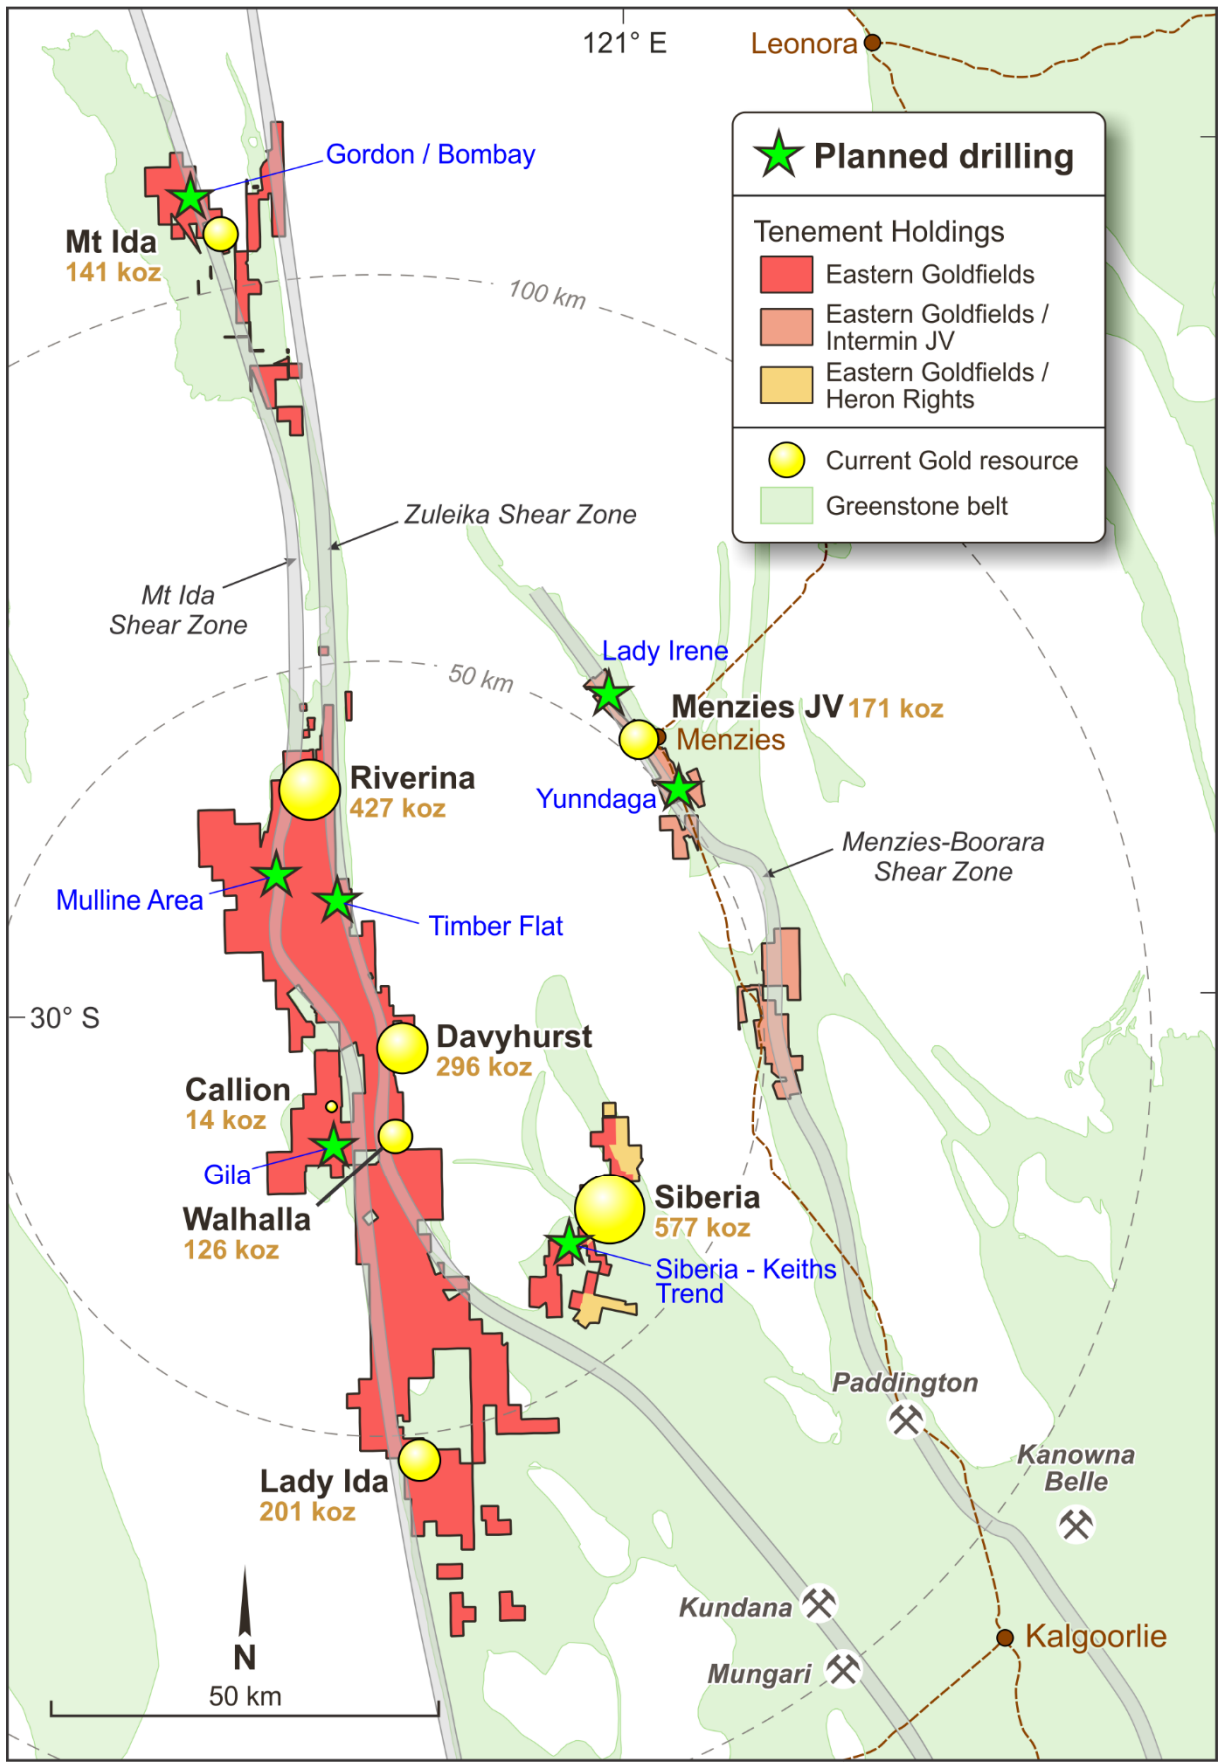 121° E
Leonora
Planned drilling
Tenement Holdings
Eastern Goldfields
Eastern Goldfields /
Intermin JV
Eastern Goldfields /
Heron Rights
Current Gold resource
Greenstone belt
Gordon / Bombay
Mt Ida
141 koz
100 km
Zuleika Shear Zone
Mt Ida
Shear Zone
Lady Irene
50 km
Menzies JV 171 koz
Menzies
Riverina
427 koz
Yunndaga
Menzies-Boorara
Shear Zone
Mulline Area
Timber Flat
30° S
Davyhurst
296 koz
Callion
14 koz
Gila
Walhalla
126 koz
Siberia
577 koz
Siberia - Keiths
Trend
Paddington
Kanowna
Belle
Lady Ida
201 koz
Kundana
Kalgoorlie
Mungari
N
50 km